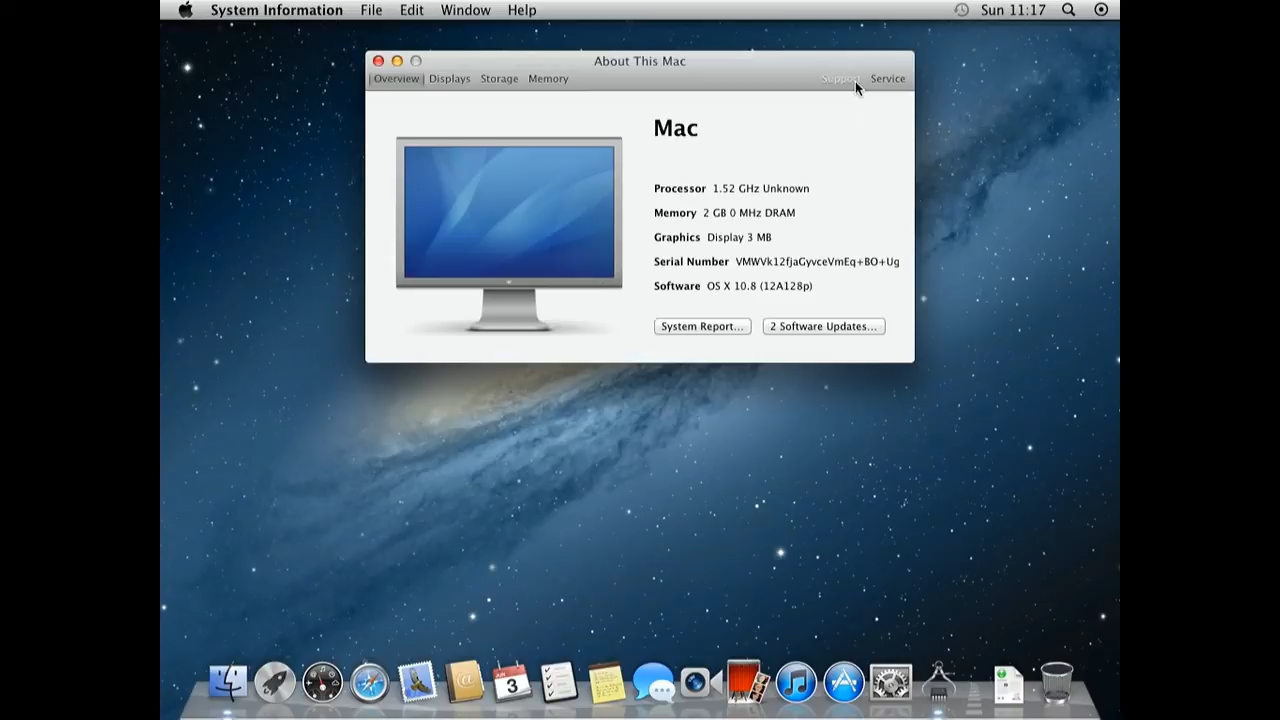 System Information File Edit Window Help Sun 11:17
About This Mac
Overview Displays Storage Memory Support Service
Mac
Processor 1.52 GHz Unknown
Memory 2 GB 0 MHz DRAM
Graphics Display 3 MB
Serial Number VMWVk12fjaGyvceVmEq+BO+Ug
Software OS X 10.8 (12A128p)
System Report... 2 Software Updates...
3